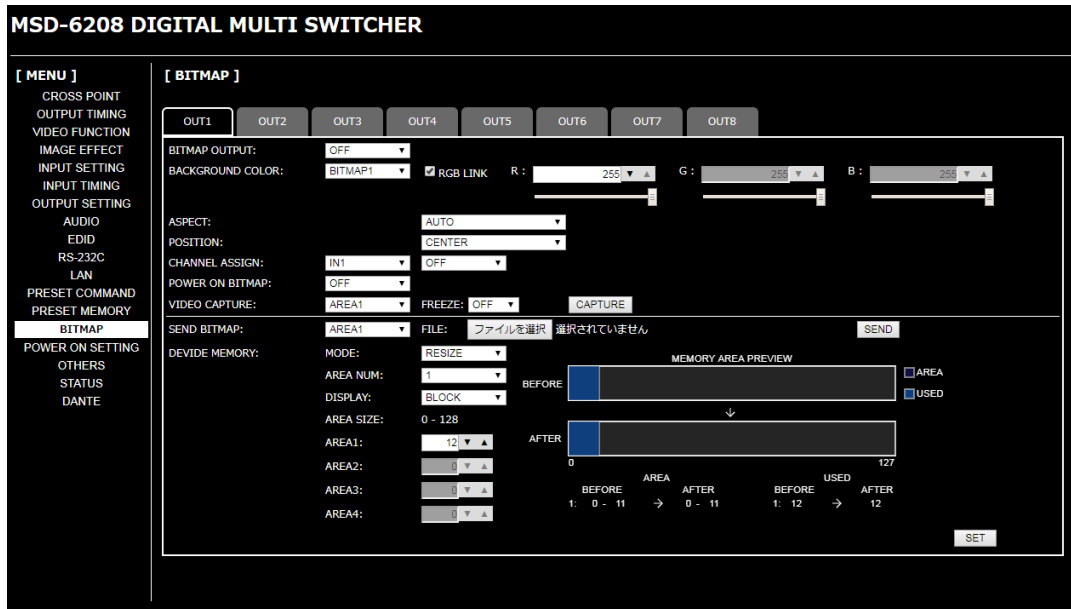 MSD-6208 DIGITAL MULTI SWITCHER
[ MENU ]
CROSS POINT
OUTPUT TIMING
VIDEO FUNCTION
IMAGE EFFECT
INPUT SETTING
INPUT TIMING
OUTPUT SETTING
AUDIO
EDID
RS-232C
LAN
PRESET COMMAND
PRESET MEMORY
BITMAP
POWER ON SETTING
OTHERS
STATUS
DANTE
[ BITMAP ]
OUT1 OUT2 OUT3 OUT4 OUT5 OUT6 OUT7 OUT8
BITMAP OUTPUT: OFF
BACKGROUND COLOR: BITMAP1 RGB LINK R : 255 G : 255 B : 255
ASPECT: AUTO
POSITION: CENTER
CHANNEL ASSIGN: IN1 OFF
POWER ON BITMAP: OFF
VIDEO CAPTURE: AREA1 FREEZE: OFF CAPTURE
SEND BITMAP: AREA1 FILE: ファイルを選択 選択されていません SEND
DEVIDE MEMORY: MODE: RESIZE
AREA NUM: 1
DISPLAY: BLOCK
AREA SIZE: 0 - 128
AREA1: 12
AREA2: 0
AREA3: 0
AREA4: 0
MEMORY AREA PREVIEW
BEFORE
AREA
USED
↓
AFTER
0 127
AREA USED
BEFORE AFTER BEFORE AFTER
1: 0 - 11 → 0 - 11 1: 12 → 12
SET